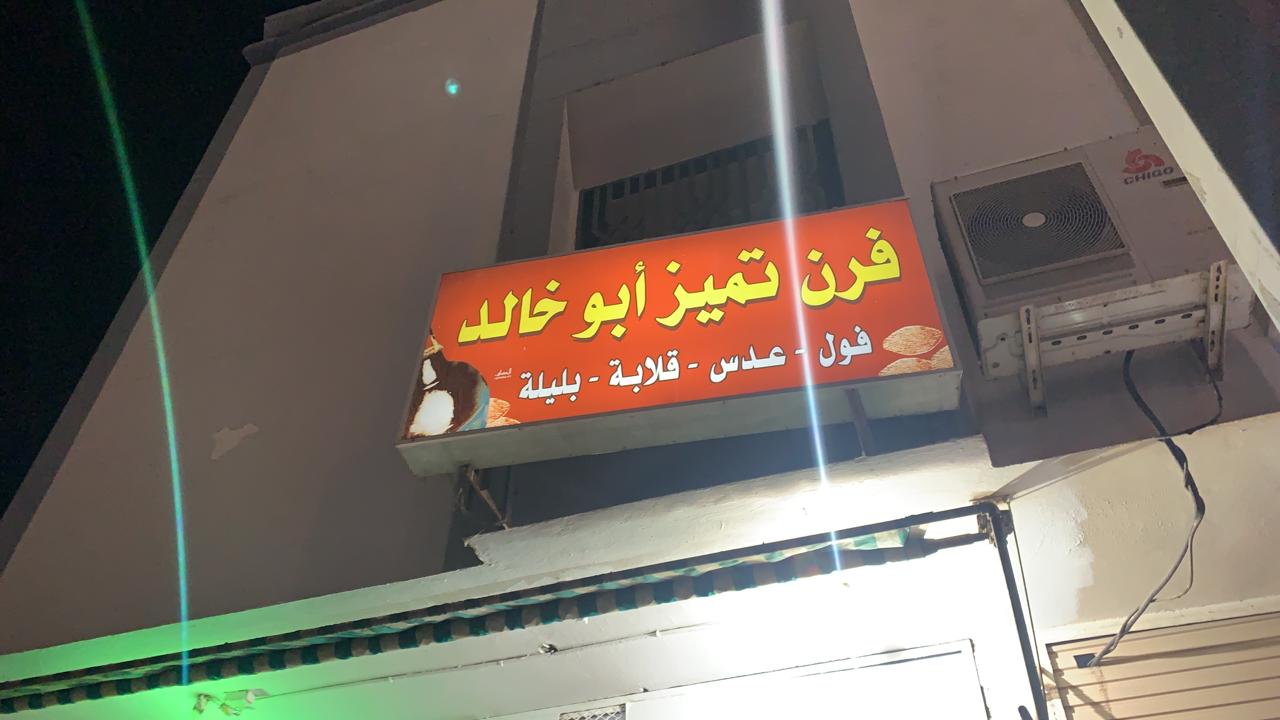 فرن تميز أبو خالد
فول - عدس - قلابة - بليلة
CHIGO